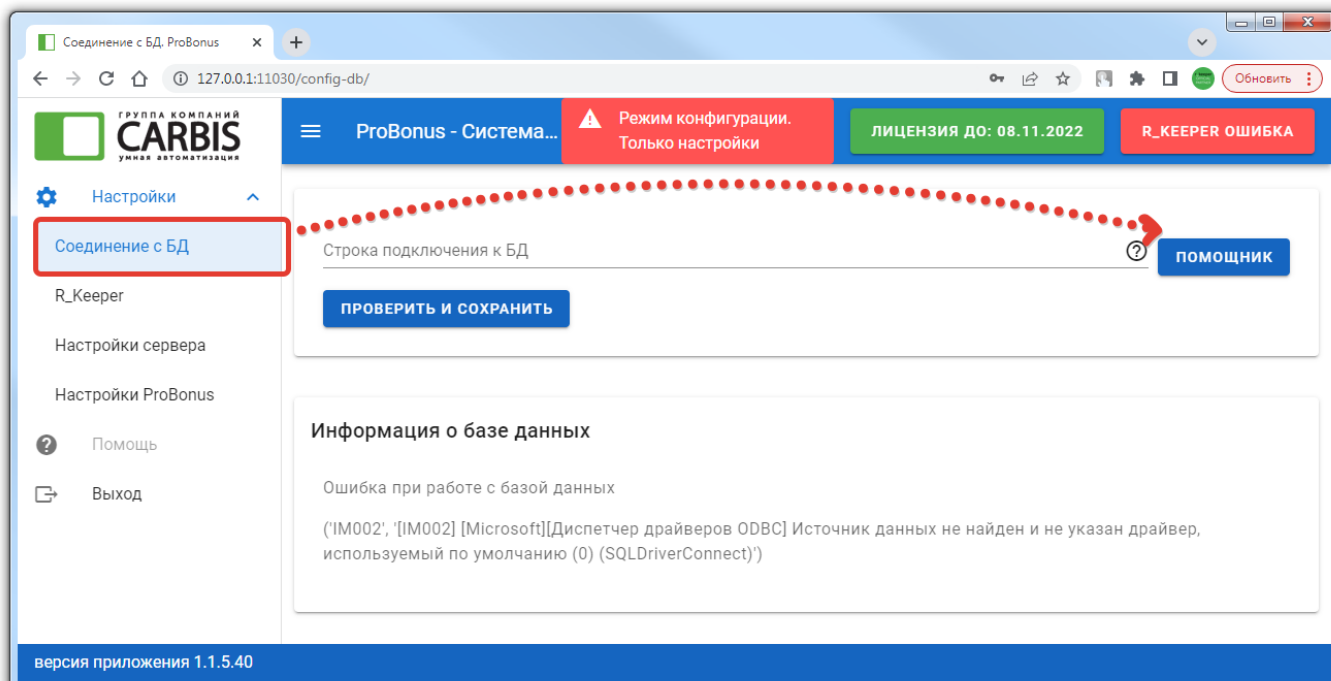 Соединение с БД. ProBonus
127.0.0.1:11030/config-db/
Обновить
ГРУППА КОМПАНИЙ
CARBIS
умная автоматизация
ProBonus - Система...
Режим конфигурации.
Только настройки
ЛИЦЕНЗИЯ ДО: 08.11.2022
R_KEEPER ОШИБКА
Настройки
Соединение с БД
R_Keeper
Настройки сервера
Настройки ProBonus
Помощь
Выход
Строка подключения к БД
ПОМОЩНИК
ПРОВЕРИТЬ И СОХРАНИТЬ
Информация о базе данных
Ошибка при работе с базой данных
('IM002', '[IM002] [Microsoft][Диспетчер драйверов ODBC] Источник данных не найден и не указан драйвер,
используемый по умолчанию (0) (SQLDriverConnect)')
версия приложения 1.1.5.40